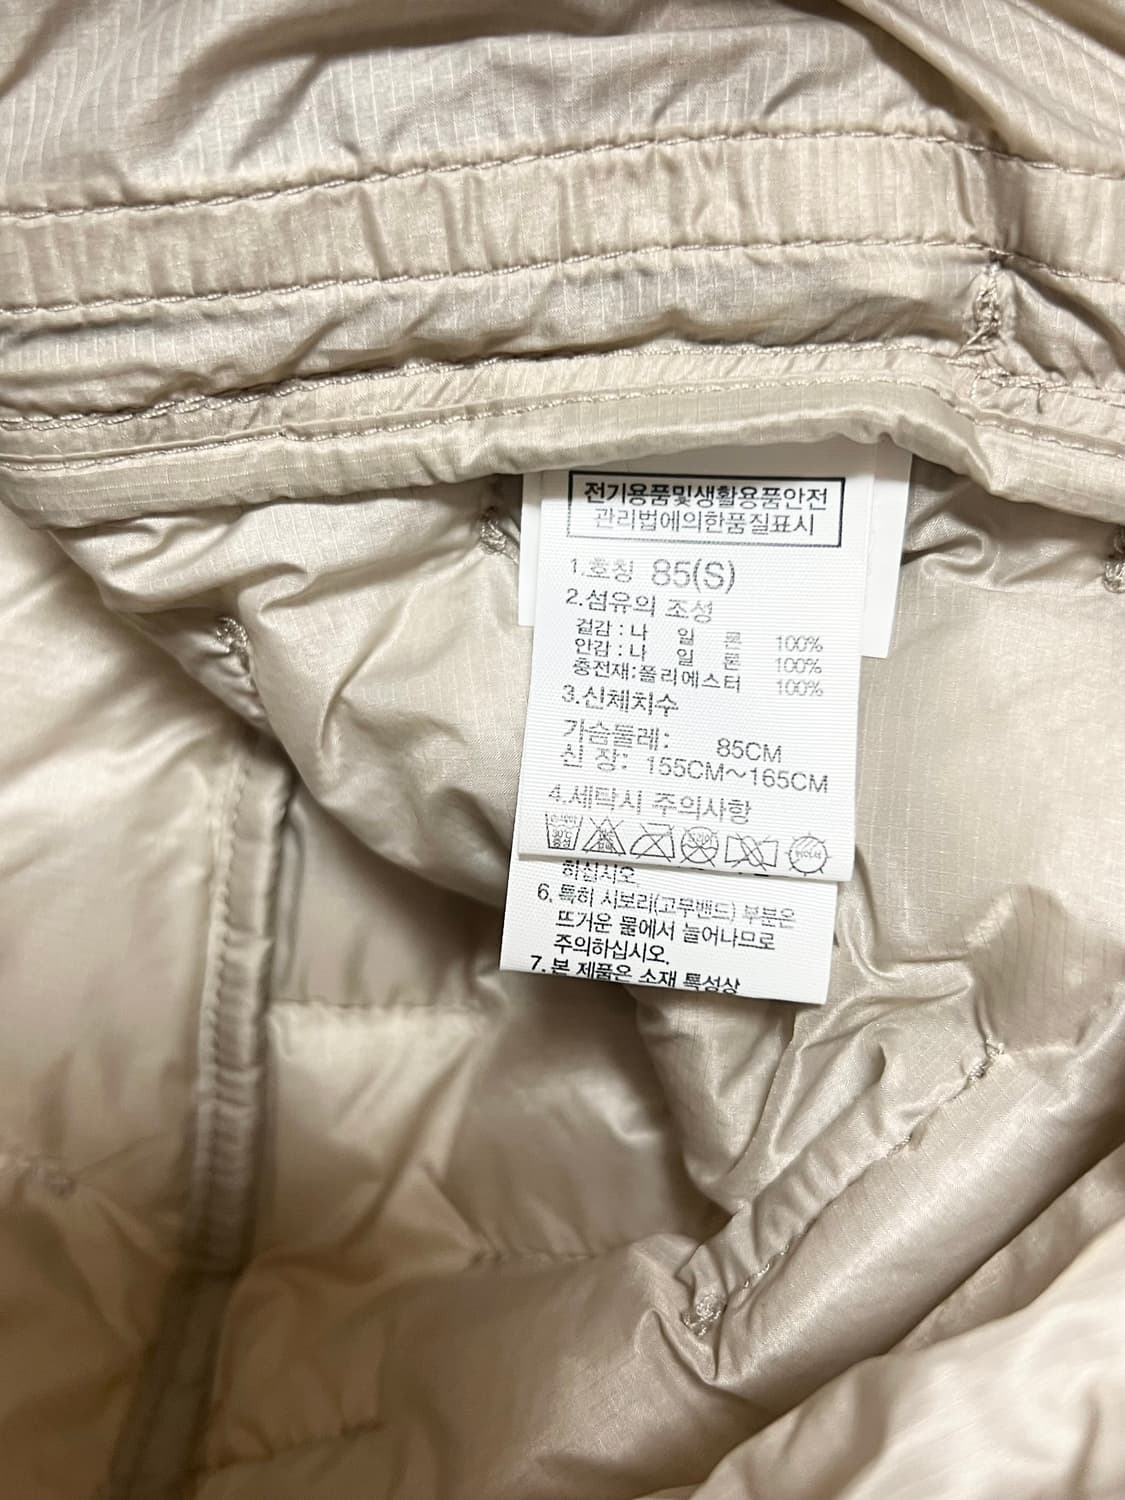 전기용품및생활용품안전
관리법에의한품질표시
1.호칭 85(S)
2.섬유의 조성
겉감 : 나 일 론 100%
안감 : 나 일 론 100%
충전재:폴리에스터 100%
3.신체치수
가슴둘레: 85CM
신 장: 155CM~165CM
4.세탁시 주의사항
하십시오.
6. 특히 시보리(고무밴드) 부분은
뜨거운 물에서 늘어나므로
주의하십시오.
7.본 제품은 소재 특성상